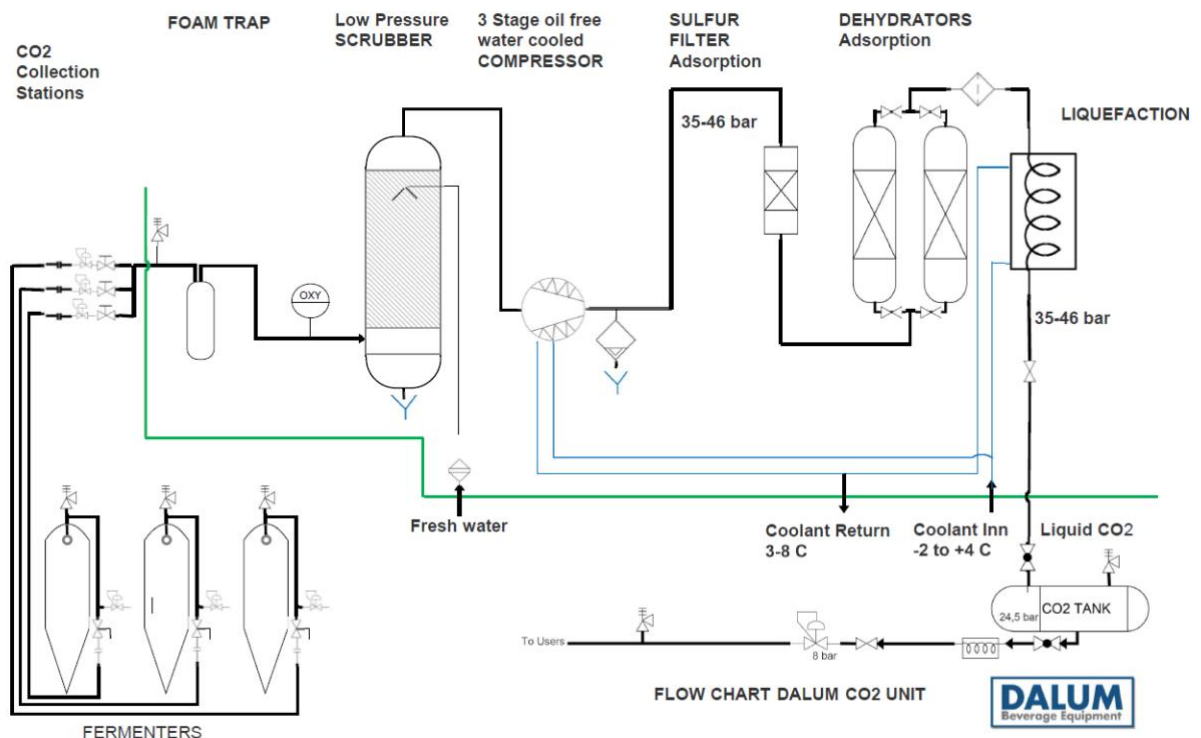 FOAM TRAP
Low Pressure
SCRUBBER
3 Stage oil free
water cooled
COMPRESSOR
SULFUR
FILTER
Adsorption
DEHYDRATORS
Adsorption
CO2
Collection
Stations
35-46 bar
LIQUEFACTION
OXY
35-46 bar
Fresh water
Coolant Return
3-8 C
Coolant Inn
-2 to +4 C
Liquid CO2
CO2 TANK
24,5 bar
To Users
8 bar
FLOW CHART DALUM CO2 UNIT
DALUM
Beverage Equipment
FERMENTERS